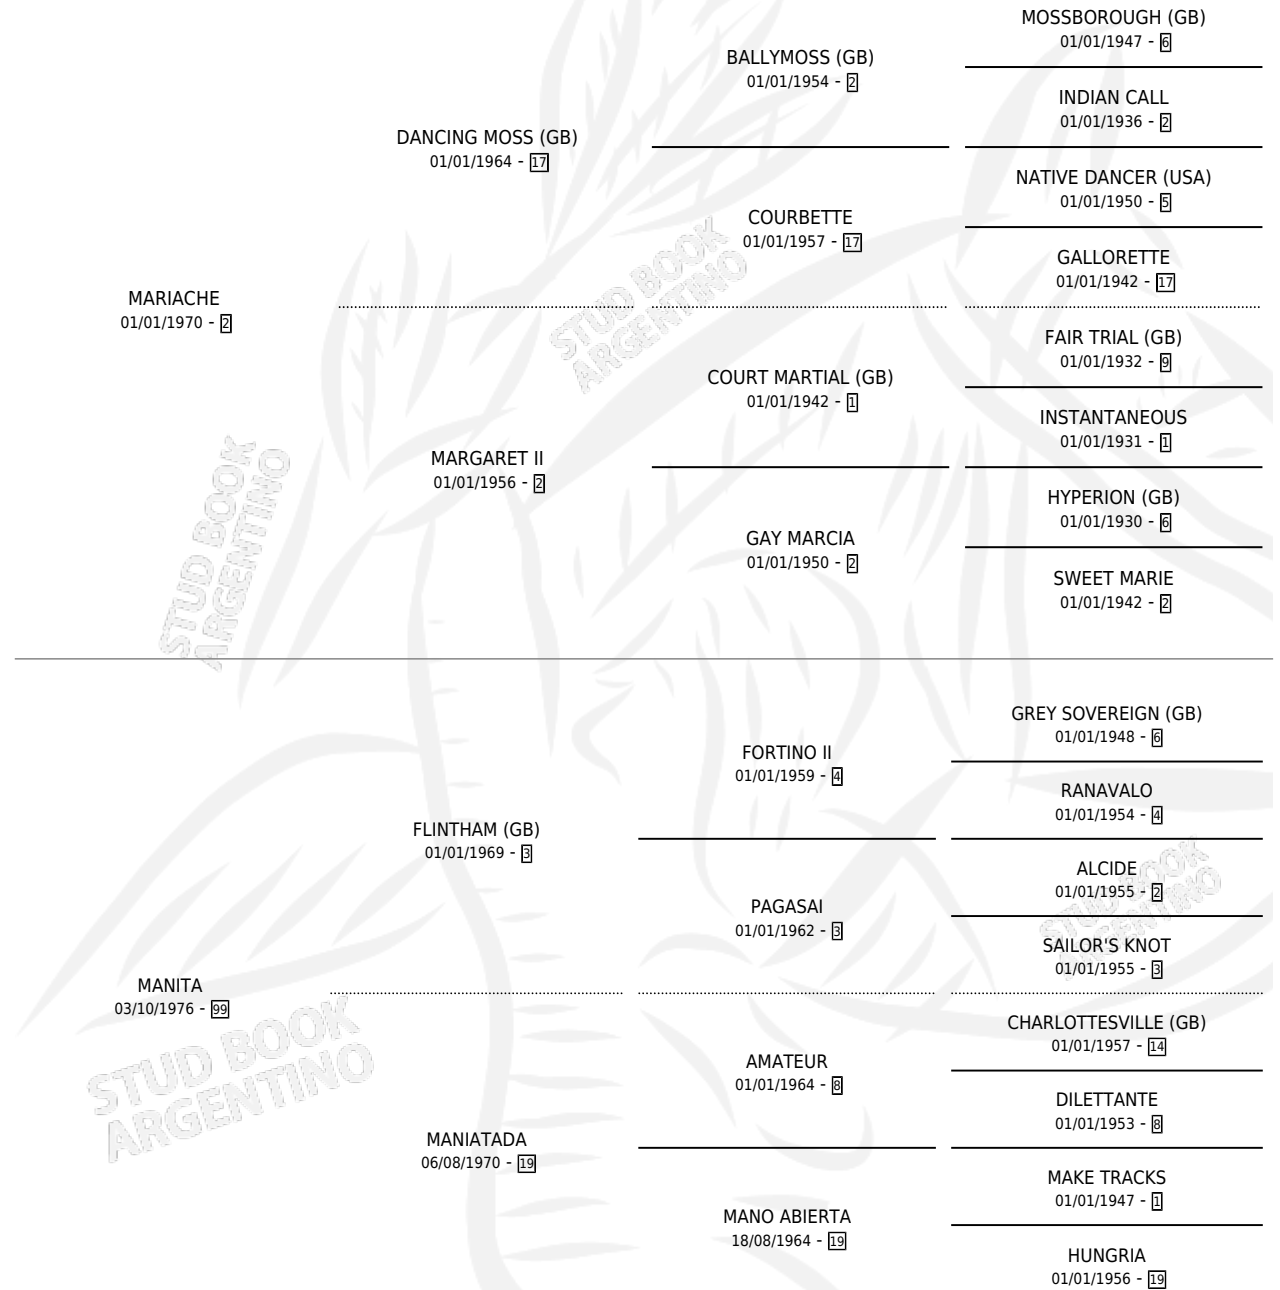 MOSSBOROUGH (GB)
01/01/1947 - 6
BALLYMOSS (GB)
01/01/1954 - 2
INDIAN CALL
01/01/1936 - 2
DANCING MOSS (GB)
01/01/1964 - 17
NATIVE DANCER (USA)
01/01/1950 - 5
COURBETTE
01/01/1957 - 17
GALLORETTE
01/01/1942 - 17
MARIACHE
01/01/1970 - 2
FAIR TRIAL (GB)
01/01/1932 - 9
COURT MARTIAL (GB)
01/01/1942 - 1
INSTANTANEOUS
01/01/1931 - 1
MARGARET II
01/01/1956 - 2
HYPERION (GB)
01/01/1930 - 6
GAY MARCIA
01/01/1950 - 2
SWEET MARIE
01/01/1942 - 2
STUD BOOK
ARGENTINO
STUD BOOK
ARGENTINO
GREY SOVEREIGN (GB)
01/01/1948 - 6
FORTINO II
01/01/1959 - 4
RANAVALO
01/01/1954 - 4
FLINTHAM (GB)
01/01/1969 - 3
ALCIDE
01/01/1955 - 2
PAGASAI
01/01/1962 - 3
SAILOR'S KNOT
01/01/1955 - 3
MANITA
03/10/1976 - 99
CHARLOTTESVILLE (GB)
01/01/1957 - 14
AMATEUR
01/01/1964 - 8
DILETTANTE
01/01/1953 - 8
MANIATADA
06/08/1970 - 19
MAKE TRACKS
01/01/1947 - 1
MANO ABIERTA
18/08/1964 - 19
HUNGRIA
01/01/1956 - 19
STUD BOOK
ARGENTINO
STUD BOOK
ARGENTINO